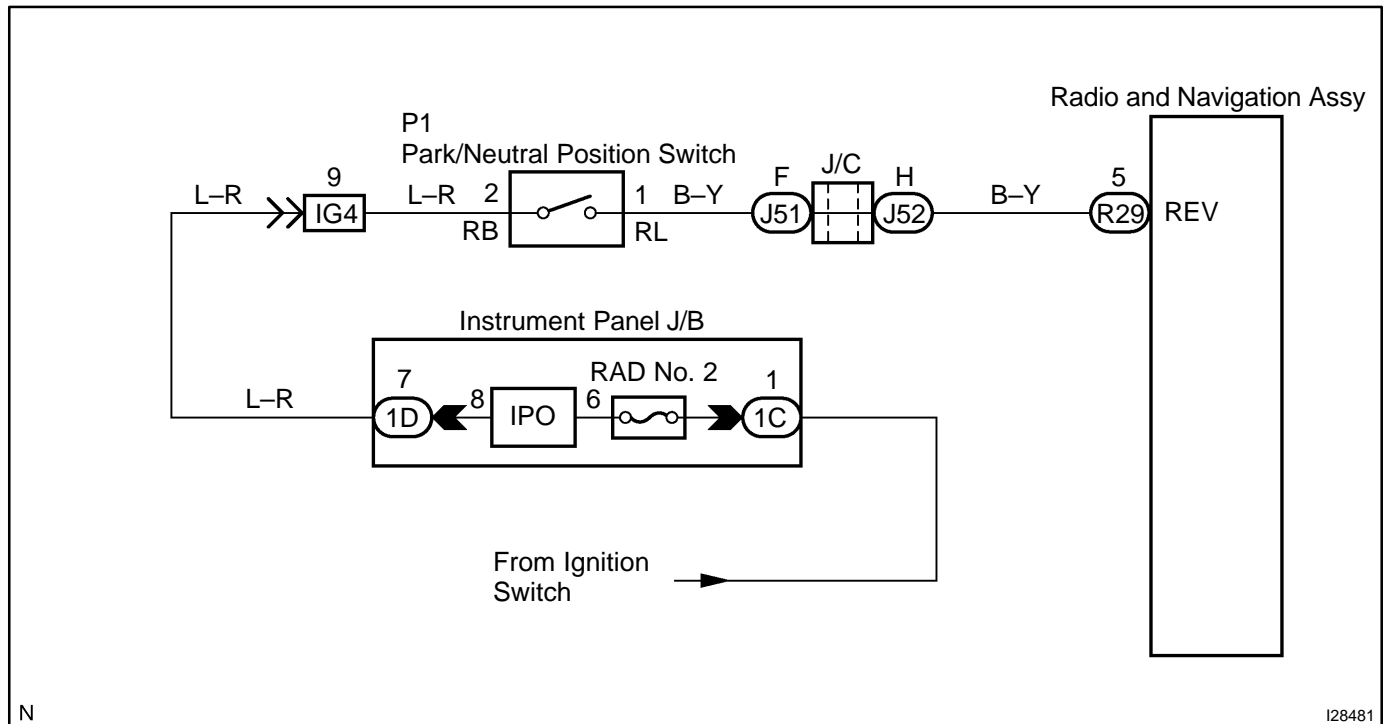 Radio and Navigation Assy
P1
Park/Neutral Position Switch
J/C
9
F
H
5
L–R
L–R
2
1
B–Y
B–Y
IG4
J51
J52
R29
REV
RB
RL
Instrument Panel J/B
RAD No. 2
7
1
L–R
8
6
1D
IPO
1C
From Ignition
Switch
N
I28481